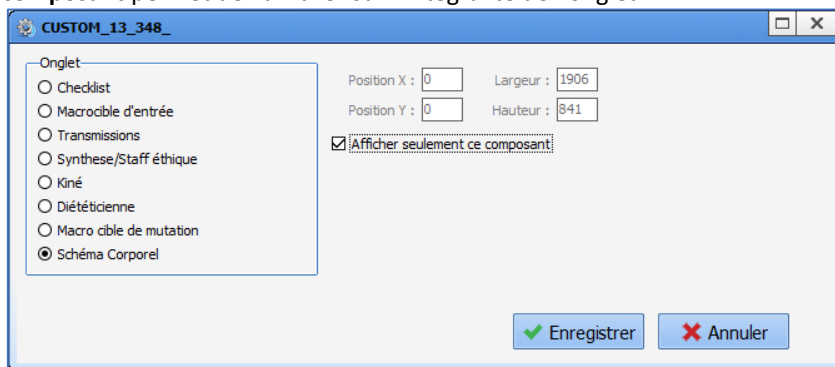 CUSTOM_13_348_
Onglet
Checklist
Macrocible d'entrée
Transmissions
Synthese/Staff éthique
Kiné
Diététicienne
Macro cible de mutation
Schéma Corporel
Position X : 0 Largeur : 1906
Position Y : 0 Hauteur : 841
Afficher seulement ce composant
Enregistrer Annuler